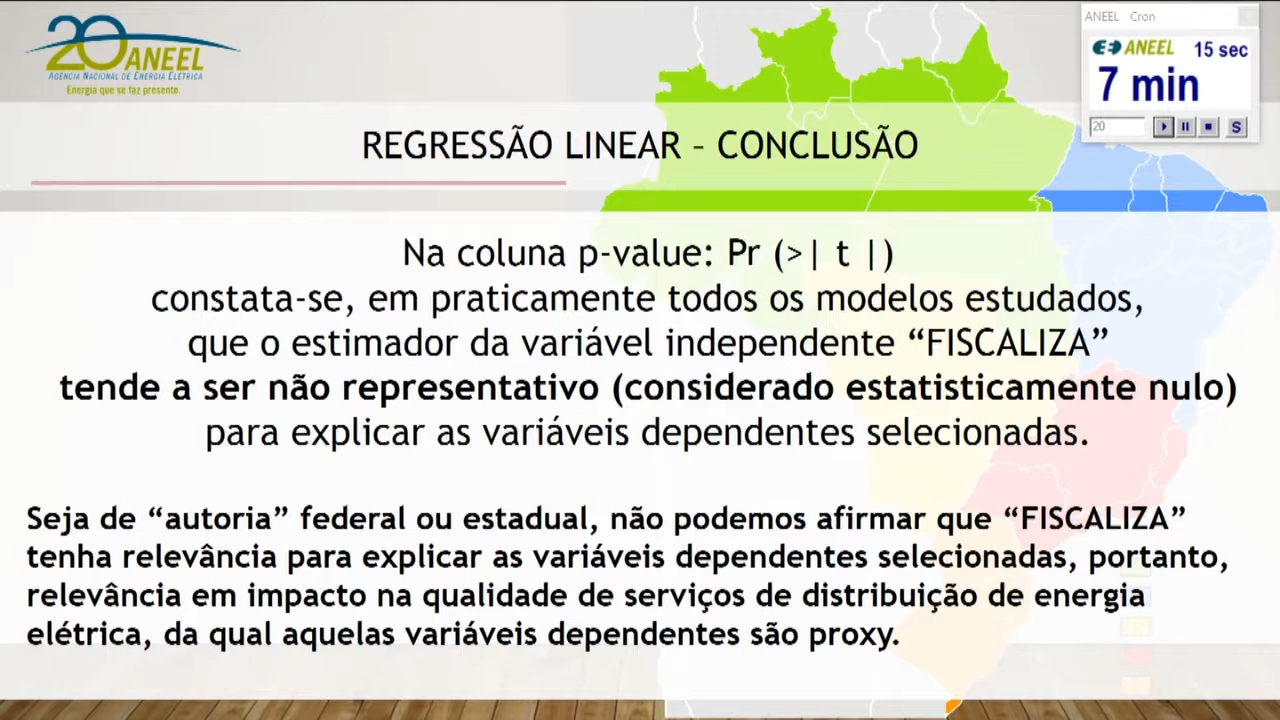 20 ANEEL
AGÊNCIA NACIONAL DE ENERGIA ELÉTRICA
Energia que se faz presente.
ANEEL Cron
ANEEL 15 sec
7 min
20
S
REGRESSÃO LINEAR – CONCLUSÃO
Na coluna p-value: Pr (>| t |)
constata-se, em praticamente todos os modelos estudados,
que o estimador da variável independente “FISCALIZA”
tende a ser não representativo (considerado estatisticamente nulo)
para explicar as variáveis dependentes selecionadas.
Seja de “autoria” federal ou estadual, não podemos afirmar que “FISCALIZA”
tenha relevância para explicar as variáveis dependentes selecionadas, portanto,
relevância em impacto na qualidade de serviços de distribuição de energia
elétrica, da qual aquelas variáveis dependentes são proxy.